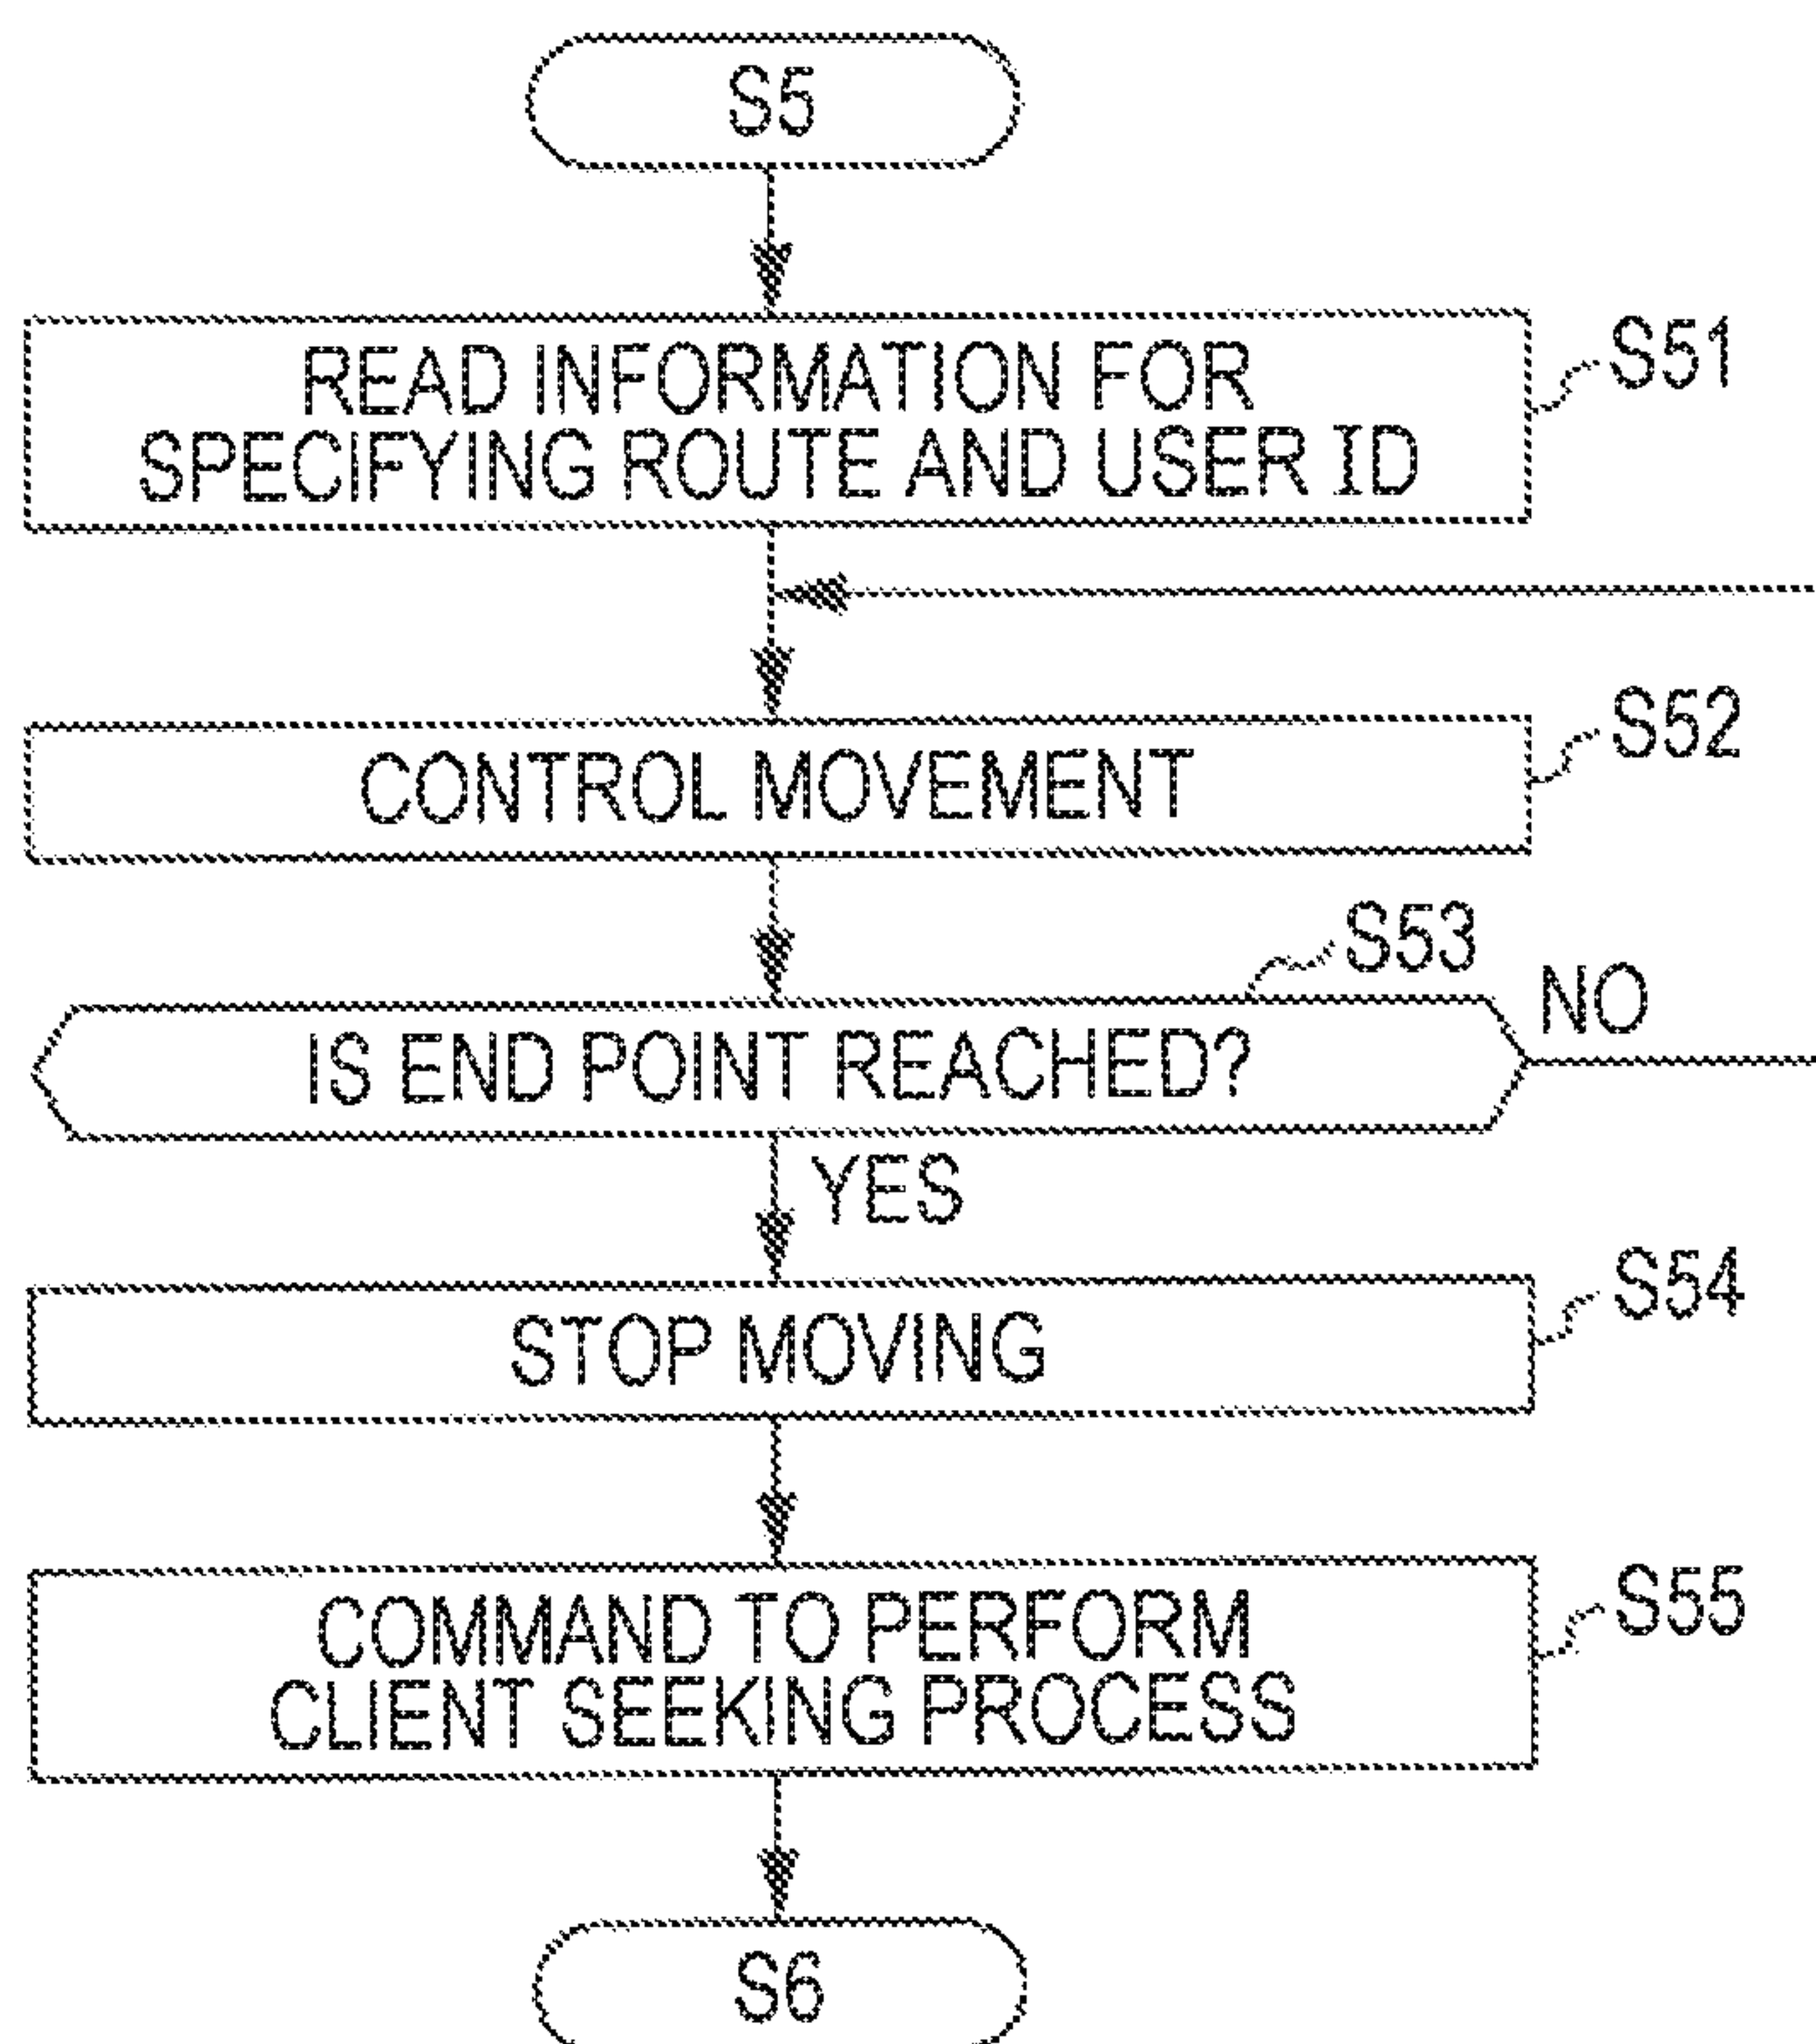 S5
READ INFORMATION FOR
SPECIFYING ROUTE AND USER ID
S51
CONTROL MOVEMENT
S52
S53
IS END POINT REACHED?
NO
YES
STOP MOVING
S54
COMMAND TO PERFORM
CLIENT SEEKING PROCESS
S55
S6